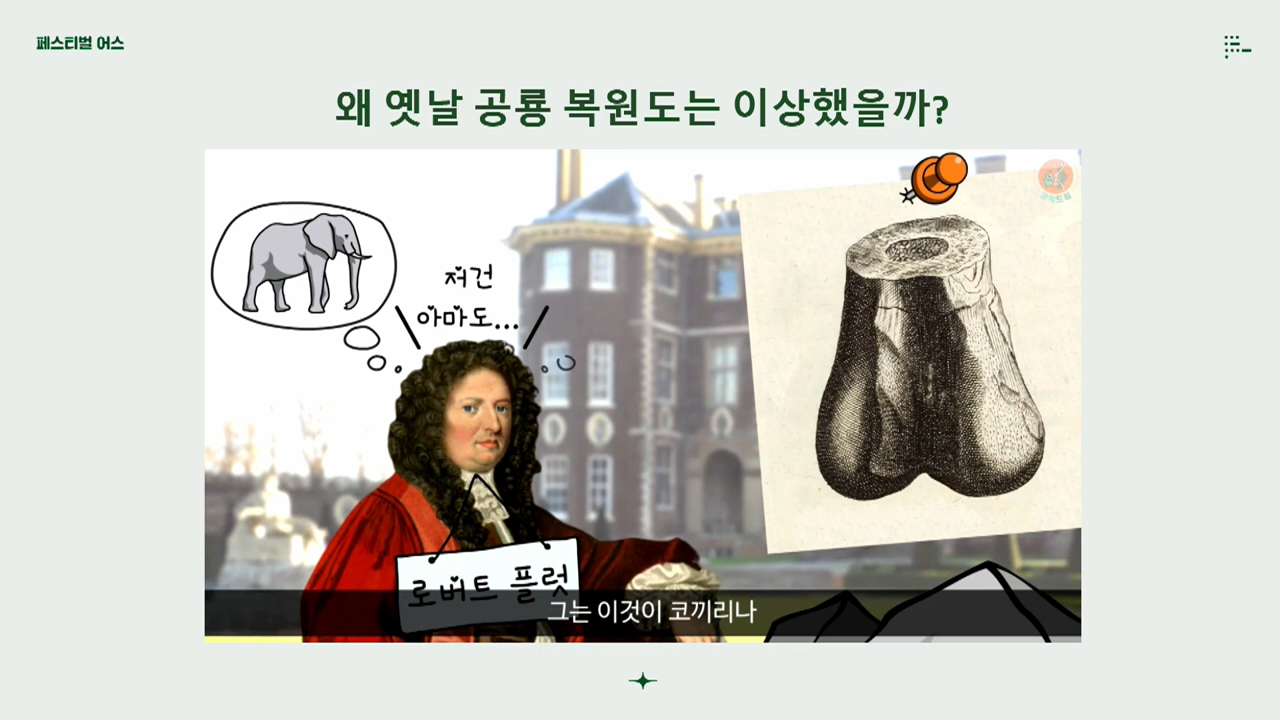 페스티벌 어스
왜 옛날 공룡 복원도는 이상했을까?
저건
아마도...
로버트 플럿
그는 이것이 코끼리나